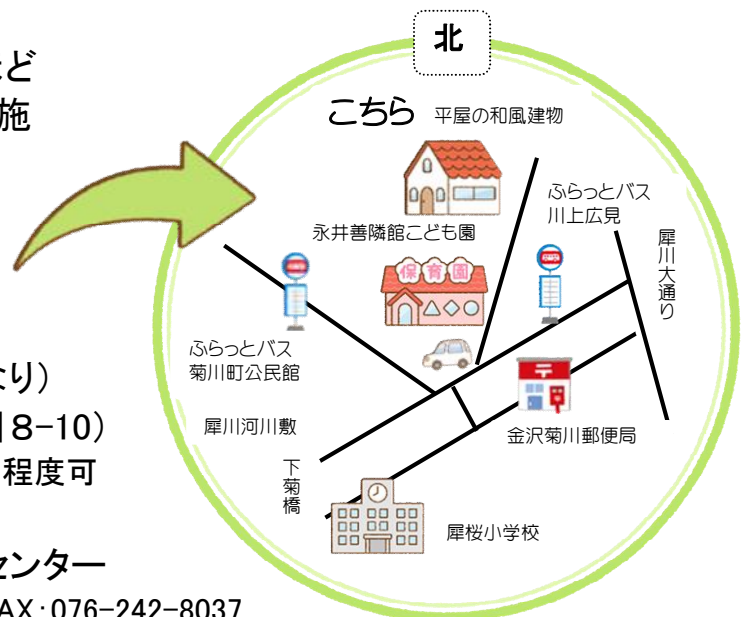 北
ど
施
こちら 平屋の和風建物
ふらっとバス
川上広見
永井善隣館こども園
犀川大通り
保育園
ふらっとバス
菊川町公民館
なり)
8-10)
程度可
犀川河川敷
〒
金沢菊川郵便局
下菊橋
犀桜小学校
センター
AX:076-242-8037